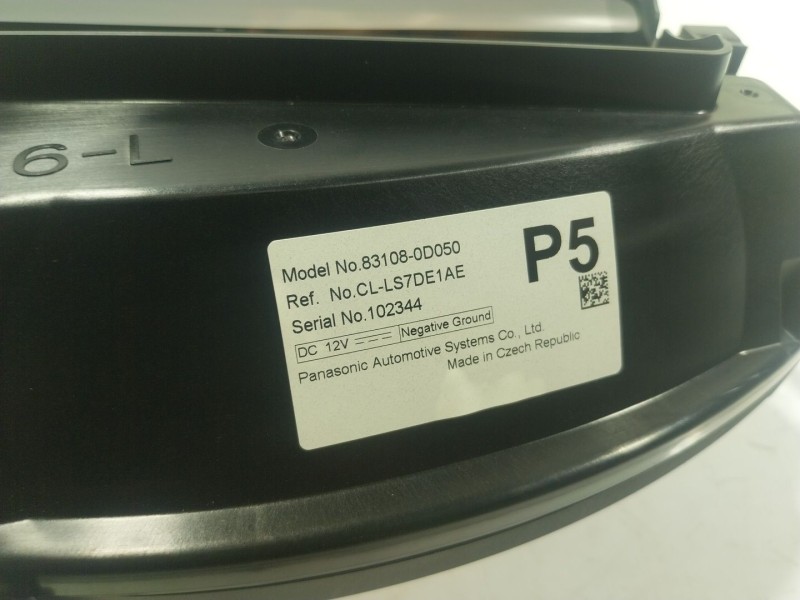 6-L
Model No.83108-0D050
P5
Ref. No.CL-LS7DE1AE
Serial No.102344
DC 12V Negative Ground
Panasonic Automotive Systems Co., Ltd.
Made in Czech Republic